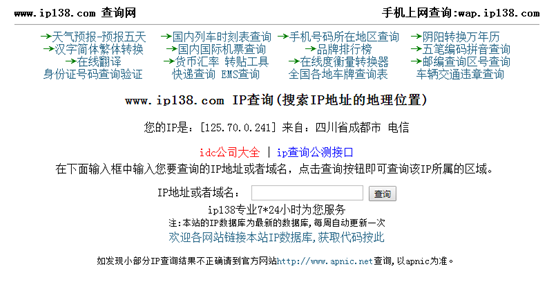 www.ip138.com 查询网 手机上网查询:wap.ip138.com
→天气预报-预报五天 →国内列车时刻表查询 →手机号码所在地区查询 →阴阳转换万年历
→汉字简体繁体转换 →国内国际机票查询 →品牌排行榜 →五笔编码拼音查询
→在线翻译 →货币汇率 转贴工具 →在线度衡量转换器 →邮编查询区号查询
身份证号码查询验证 快递查询 EMS查询 全国各地车牌查询表 车辆交通违章查询
www.ip138.com IP查询(搜索IP地址的地理位置)
您的IP是：[125.70.0.241] 来自：四川省成都市 电信
idc公司大全 | ip查询公测接口
在下面输入框中输入您要查询的IP地址或者域名，点击查询按钮即可查询该IP所属的区域。
IP地址或者域名： 查询
ip138专业7*24小时为您服务
注:本站的IP数据库为最新的数据库,每周自动更新一次
欢迎各网站链接本站IP数据库,获取代码按此
如发现小部分IP查询结果不正确请到官方网站http://www.apnic.net查询,以apnic为准。